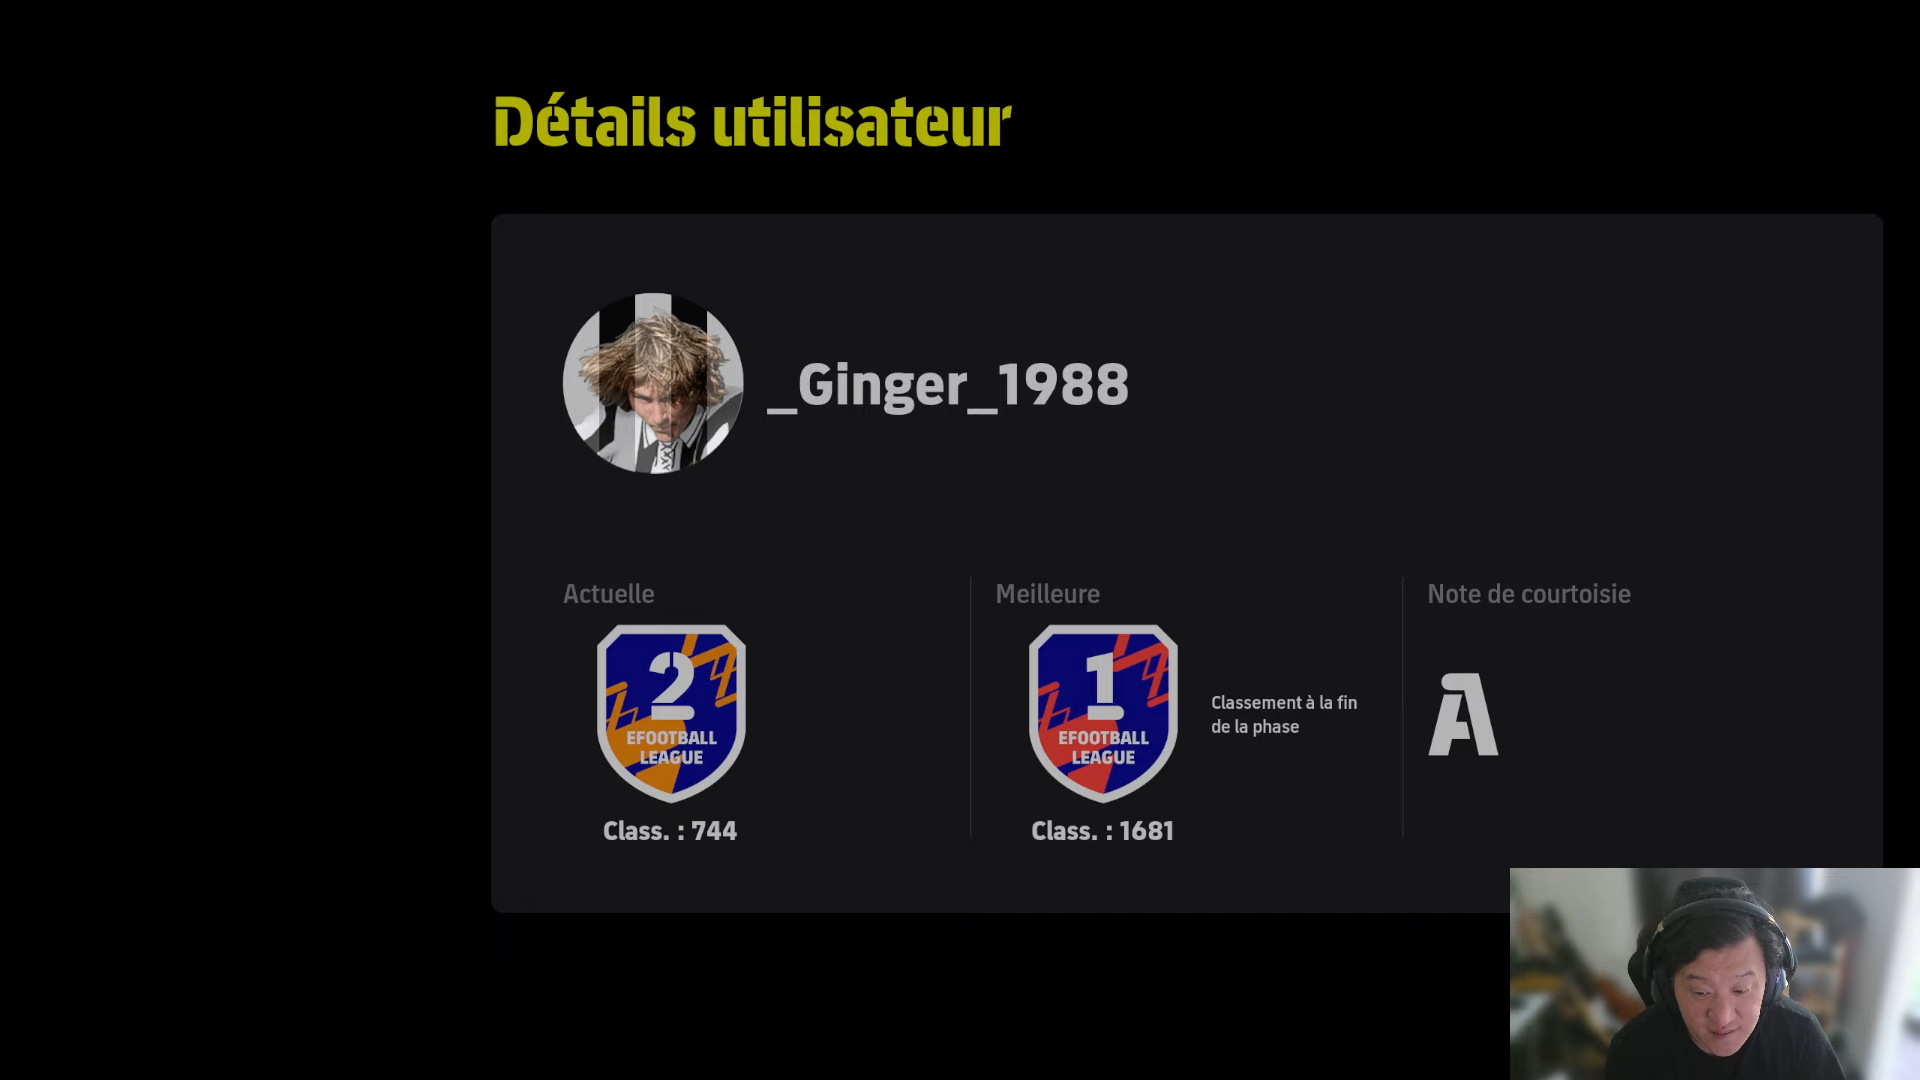 Détails utilisateur
_Ginger_1988
Actuelle
2
EFOOTBALL
LEAGUE
Class. : 744
Meilleure
1
EFOOTBALL
LEAGUE
Class. : 1681
Classement à la fin
de la phase
Note de courtoisie
A